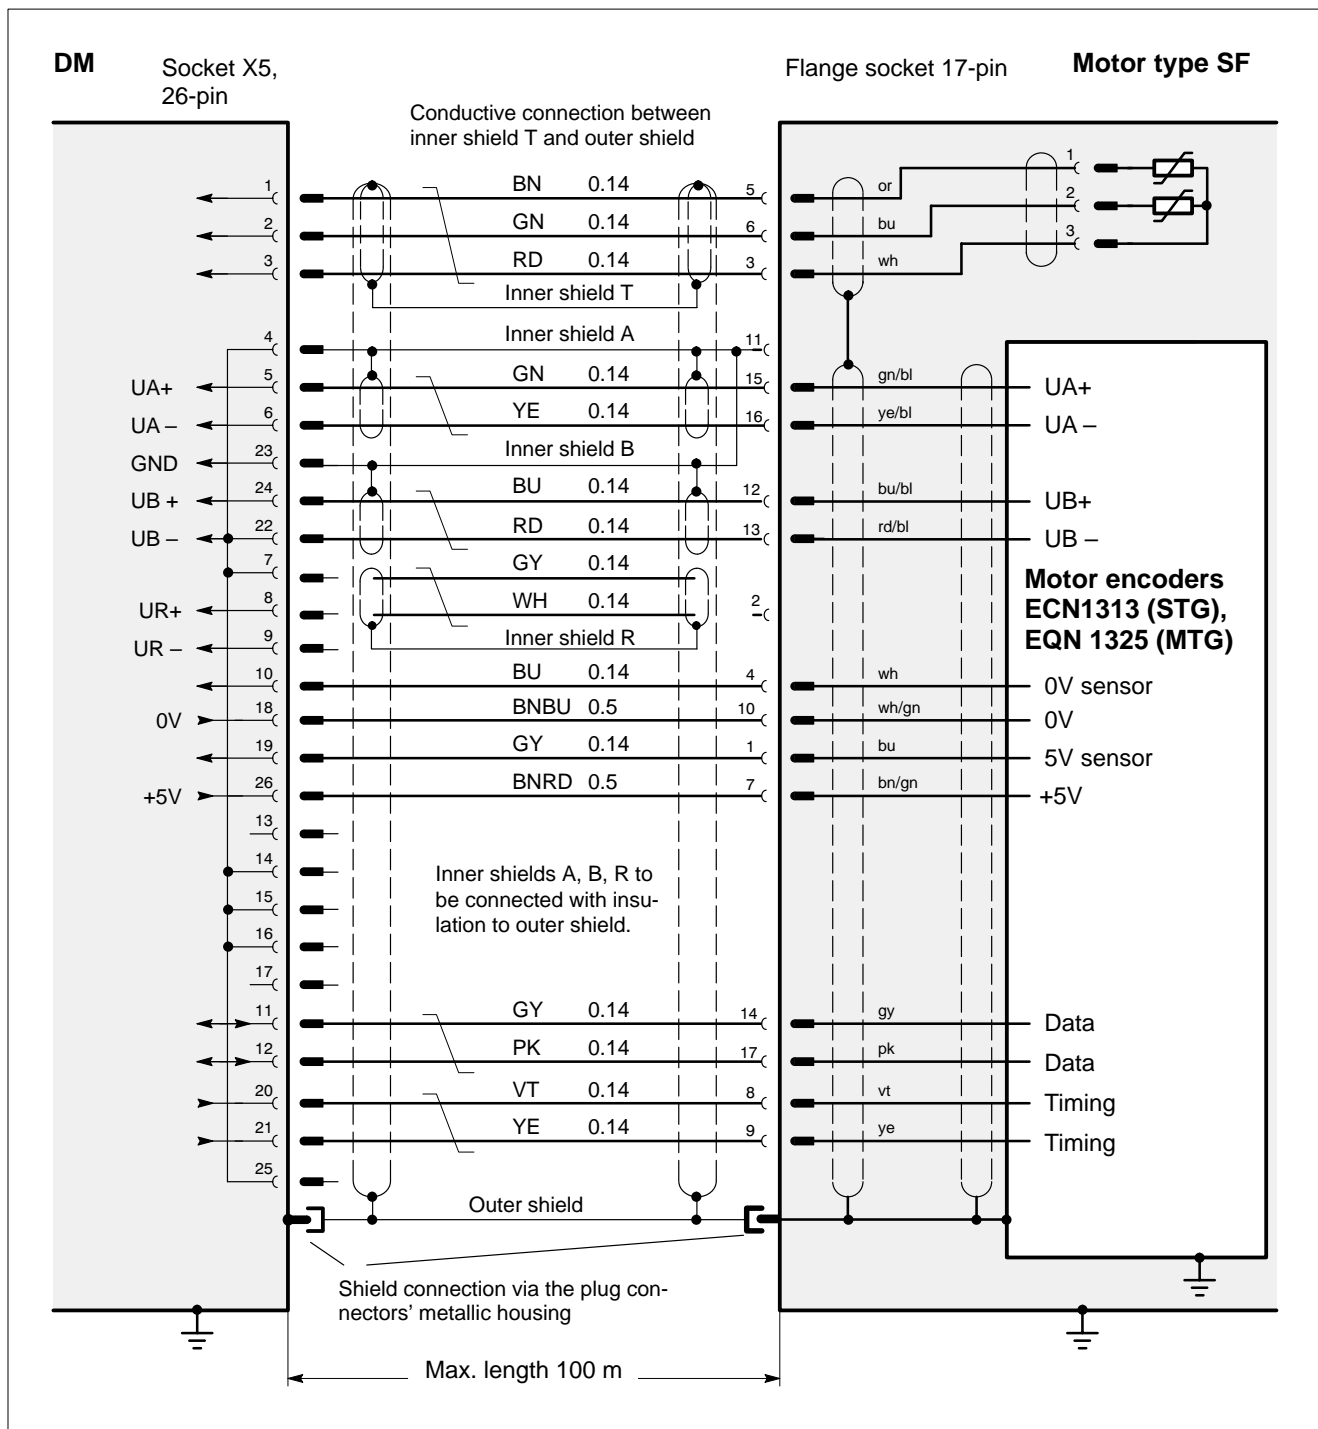 DM
Socket X5,
26-pin
Flange socket 17-pin
Motor type SF
Conductive connection between
inner shield T and outer shield
1 BN 0.14 5 or 1
2 GN 0.14 6 bu 2
3 RD 0.14 3 wh 3
Inner shield T
4 Inner shield A 11
UA+ 5 GN 0.14 15 gn/bl UA+
UA – 6 YE 0.14 16 ye/bl UA –
GND 23 Inner shield B
UB + 24 BU 0.14 12 bu/bl UB+
UB – 22 RD 0.14 13 rd/bl UB –
7 GY 0.14
UR+ 8 WH 0.14 2
UR – 9 Inner shield R
Motor encoders
ECN1313 (STG),
EQN 1325 (MTG)
10 BU 0.14 4 wh 0V sensor
0V 18 BNBU 0.5 10 wh/gn 0V
19 GY 0.14 1 bu 5V sensor
+5V 26 BNRD 0.5 7 bn/gn +5V
13
14
15
16
17
Inner shields A, B, R to
be connected with insu-
lation to outer shield.
11 GY 0.14 14 gy Data
12 PK 0.14 17 pk Data
20 VT 0.14 8 vt Timing
21 YE 0.14 9 ye Timing
25
Outer shield
Shield connection via the plug con-
nectors’ metallic housing
Max. length 100 m